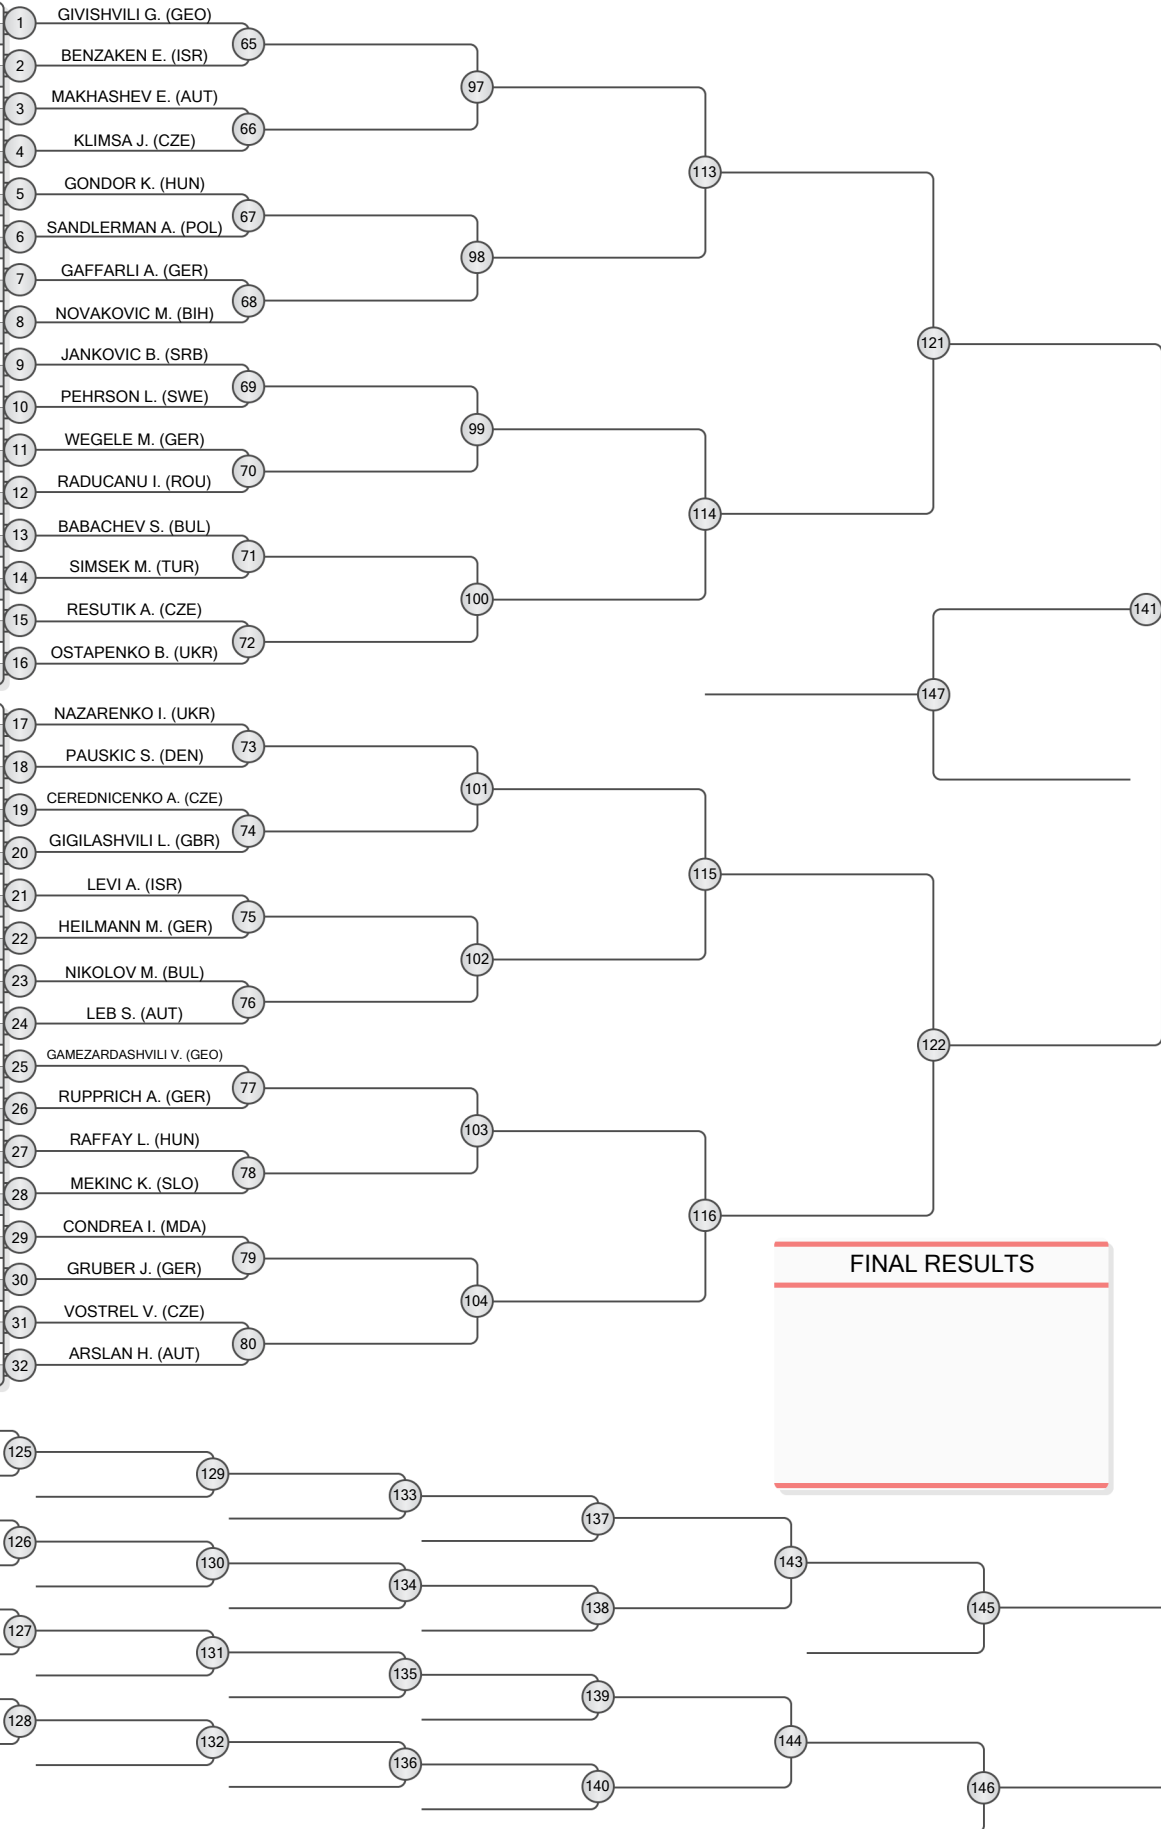 1 GIVISHVILI G. (GEO)
65
2 BENZAKEN E. (ISR)
97
3 MAKHASHEV E. (AUT)
66
4 KLIMSA J. (CZE)
113
5 GONDOR K. (HUN)
67
6 SANDLERMAN A. (POL)
98
7 GAFFARLI A. (GER)
68
8 NOVAKOVIC M. (BIH)
121
9 JANKOVIC B. (SRB)
69
10 PEHRSON L. (SWE)
99
11 WEGELE M. (GER)
70
12 RADUCANU I. (ROU)
114
13 BABACHEV S. (BUL)
71
14 SIMSEK M. (TUR)
100
15 RESUTIK A. (CZE)
141
72
16 OSTAPENKO B. (UKR)
147
17 NAZARENKO I. (UKR)
73
18 PAUSKIC S. (DEN)
101
19 CEREDNICENKO A. (CZE)
74
20 GIGILASHVILI L. (GBR)
115
21 LEVI A. (ISR)
75
22 HEILMANN M. (GER)
102
23 NIKOLOV M. (BUL)
76
24 LEB S. (AUT)
122
25 GAMEZARDASHVILI V. (GEO)
77
26 RUPPRICH A. (GER)
103
27 RAFFAY L. (HUN)
78
28 MEKINC K. (SLO)
116
29 CONDREA I. (MDA)
79
30 GRUBER J. (GER)
104
31 VOSTREL V. (CZE)
80
32 ARSLAN H. (AUT)
FINAL RESULTS
125
129
133
137
126
130
134
138
143
145
127
131
135
139
128
132
136
140
144
146